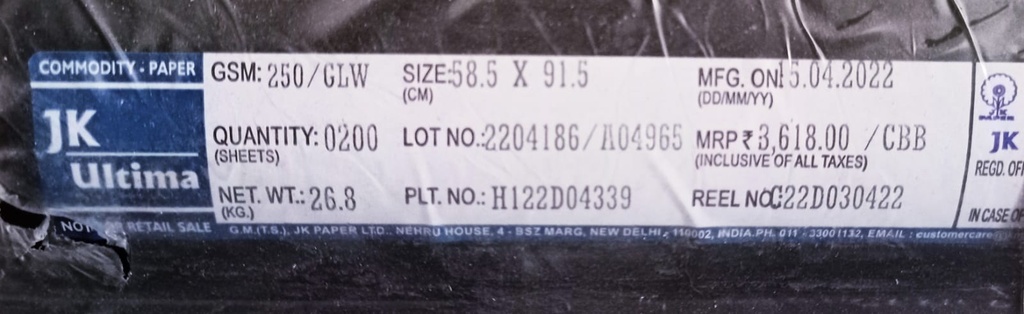 COMMODITY - PAPER
JK
Ultima
GSM: 250/GLW SIZE:58.5 X 91.5 MFG. ON15.04.2022
(CM) (DD/MM/YY)
QUANTITY: 0200 LOT NO.:2204186/A04965 MRP ₹3,618.00 /CBB
(SHEETS) (INCLUSIVE OF ALL TAXES)
NET. WT.: 26.8 PLT. NO.: H122D04339 REEL NO:C22D030422
(KG.)
JK
REGD. OF
IN CASE O
NOT RETAIL SALE G.M.(T.S.), JK PAPER LTD., NEHRU HOUSE, 4 - BSZ MARG, NEW DELHI - 110002, INDIA.PH. 011 - 33001132, EMAIL : customercare